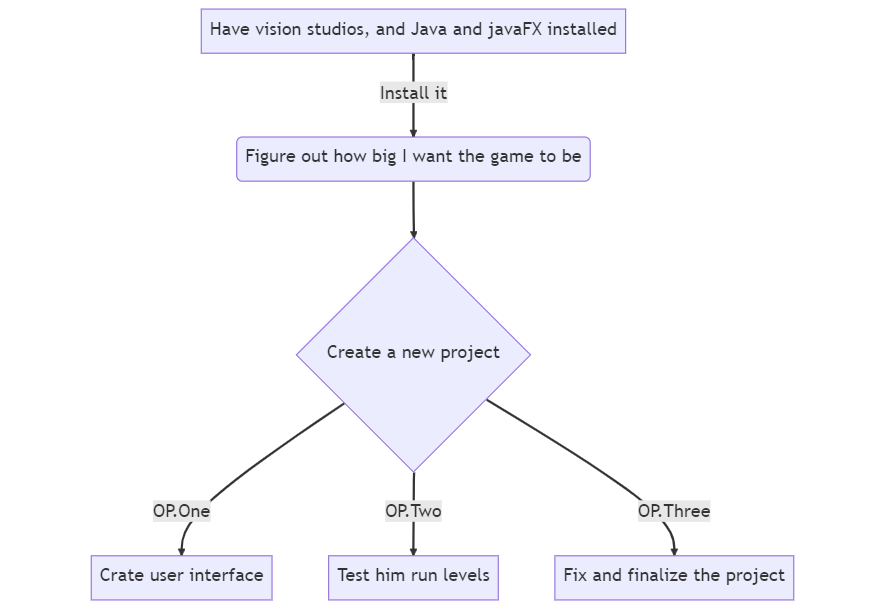 Have vision studios, and Java and javaFX installed
Install it
Figure out how big I want the game to be
Create a new project
OP.One
OP.Two
OP.Three
Crate user interface
Test him run levels
Fix and finalize the project